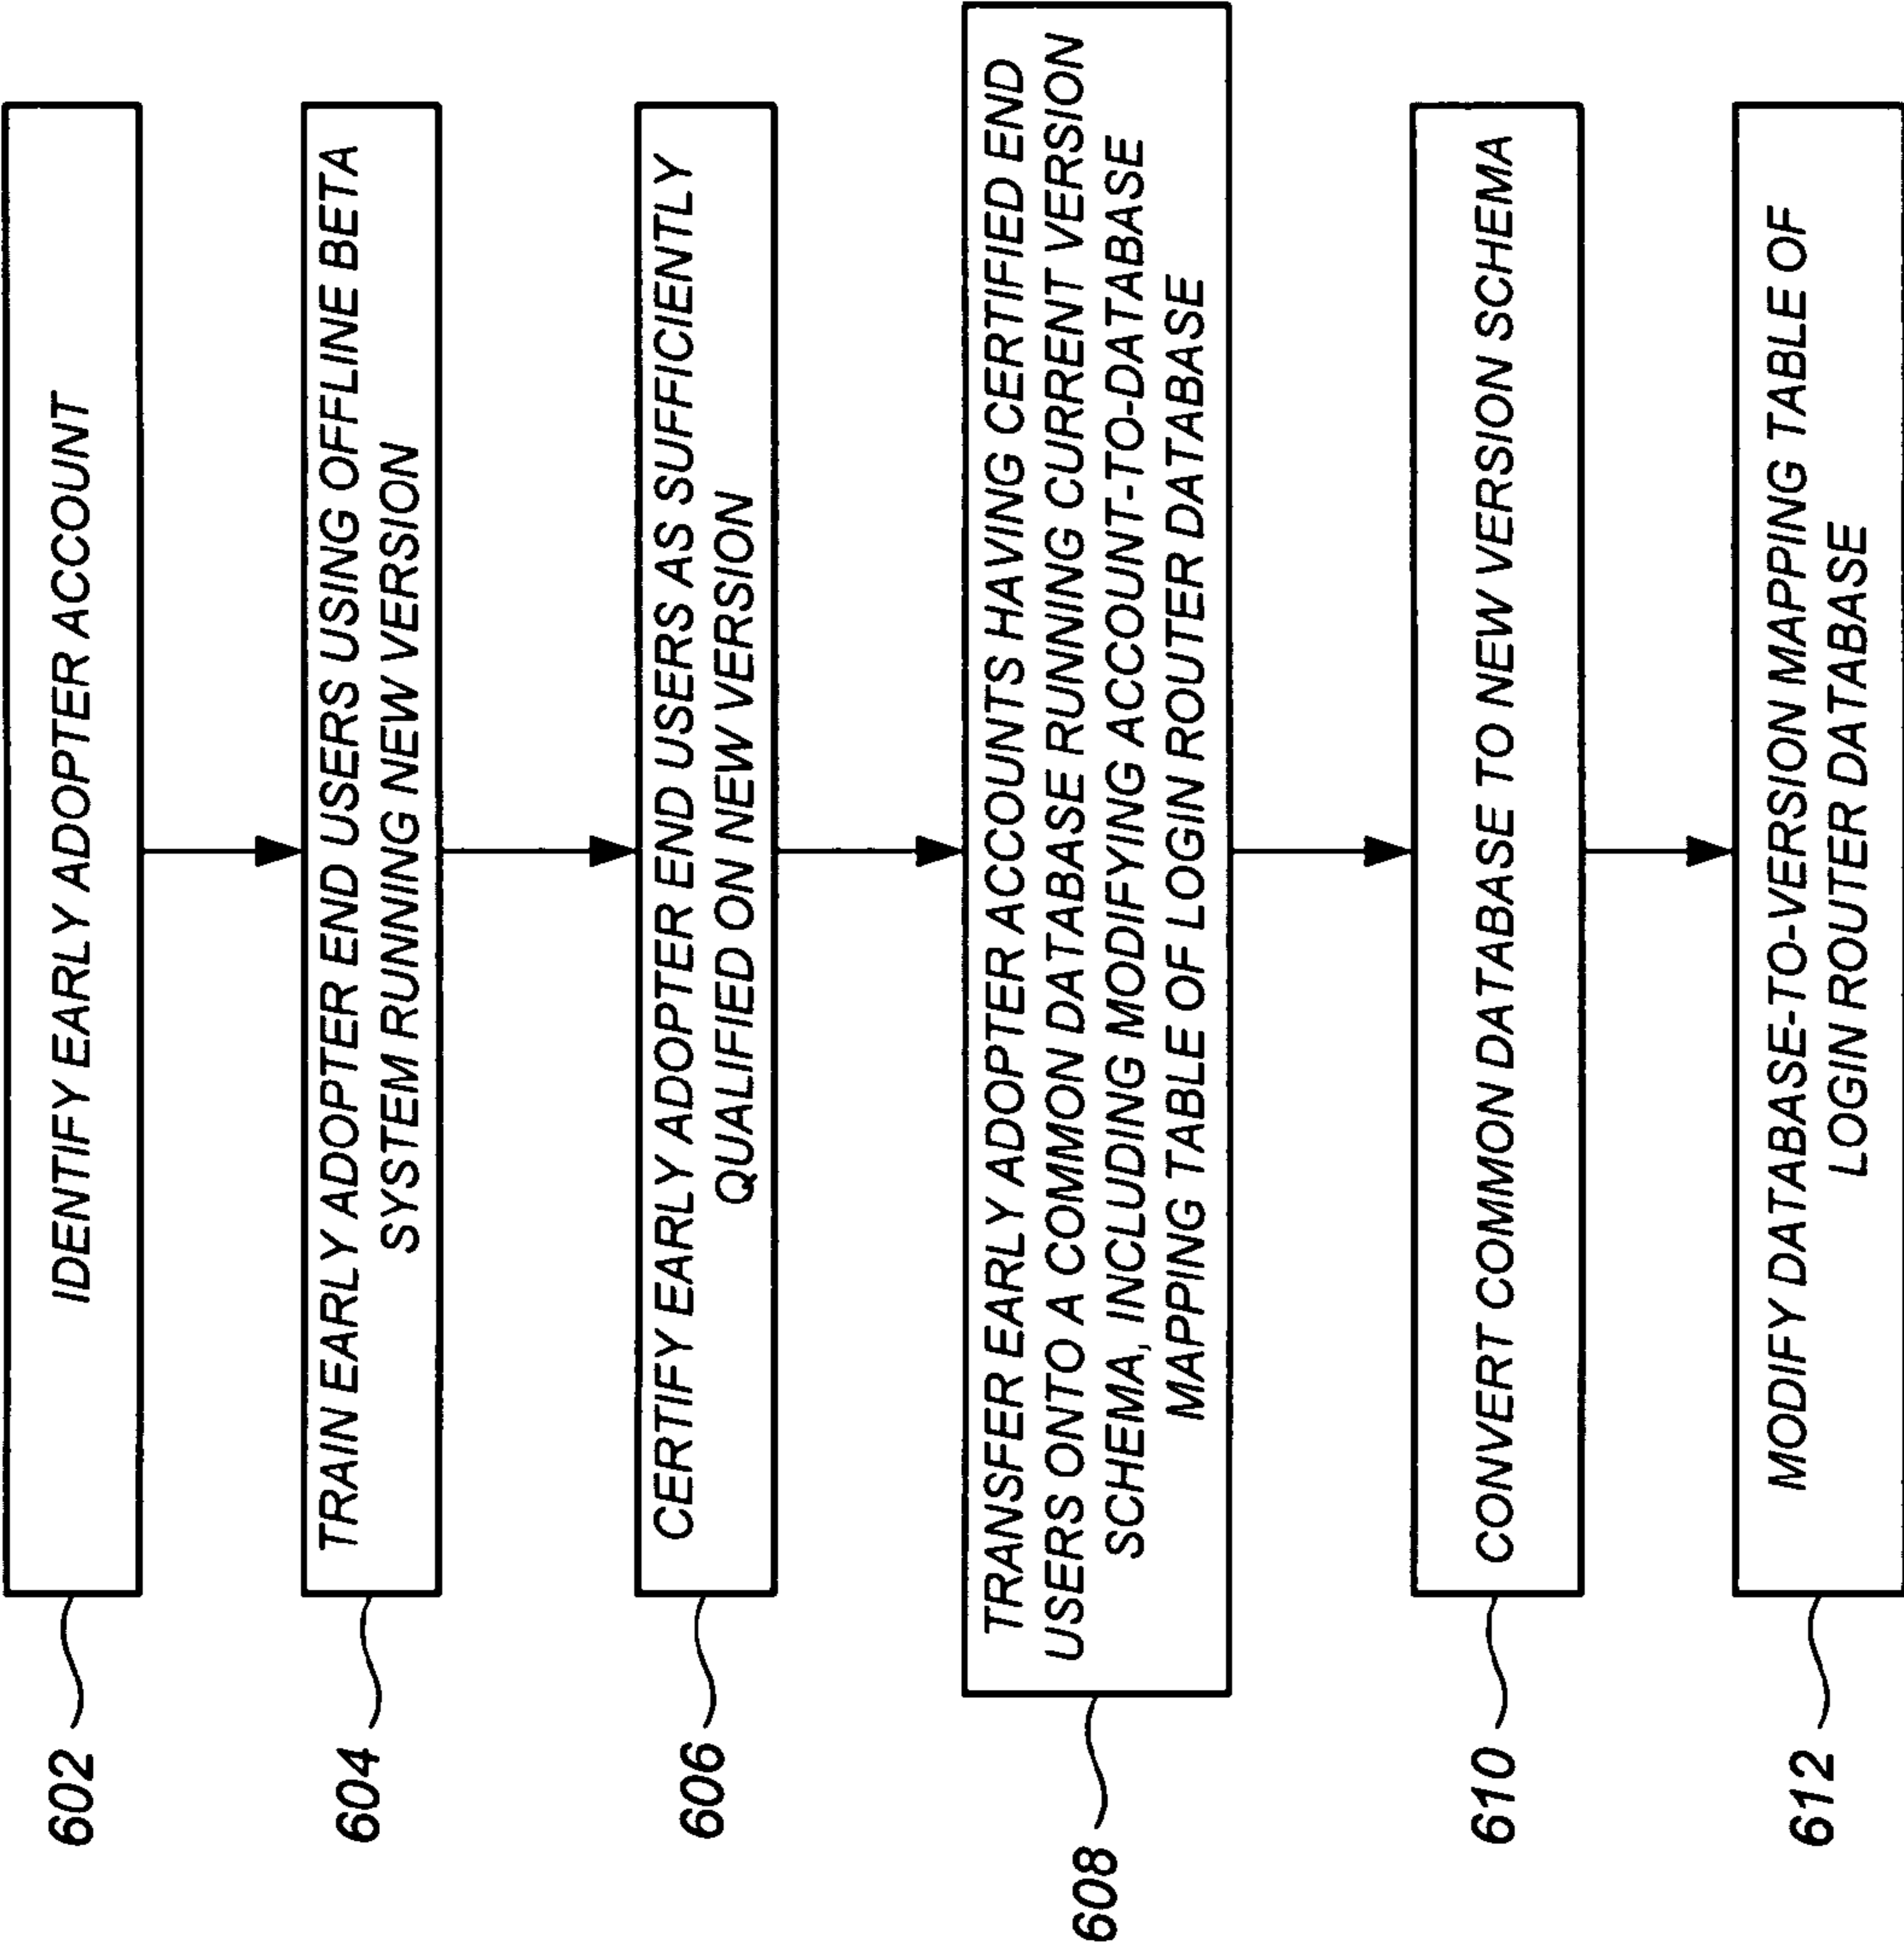 602
IDENTIFY EARLY ADOPTER ACCOUNT
604
TRAIN EARLY ADOPTER END USERS USING OFFLINE BETA
SYSTEM RUNNING NEW VERSION
606
CERTIFY EARLY ADOPTER END USERS AS SUFFICIENTLY
QUALIFIED ON NEW VERSION
608
TRANSFER EARLY ADOPTER ACCOUNTS HAVING CERTIFIED END
USERS ONTO A COMMON DATABASE RUNNING CURRENT VERSION
SCHEMA, INCLUDING MODIFYING ACCOUNT-TO-DATABASE
MAPPING TABLE OF LOGIN ROUTER DATABASE
610
CONVERT COMMON DATABASE TO NEW VERSION SCHEMA
612
MODIFY DATABASE-TO-VERSION MAPPING TABLE OF
LOGIN ROUTER DATABASE